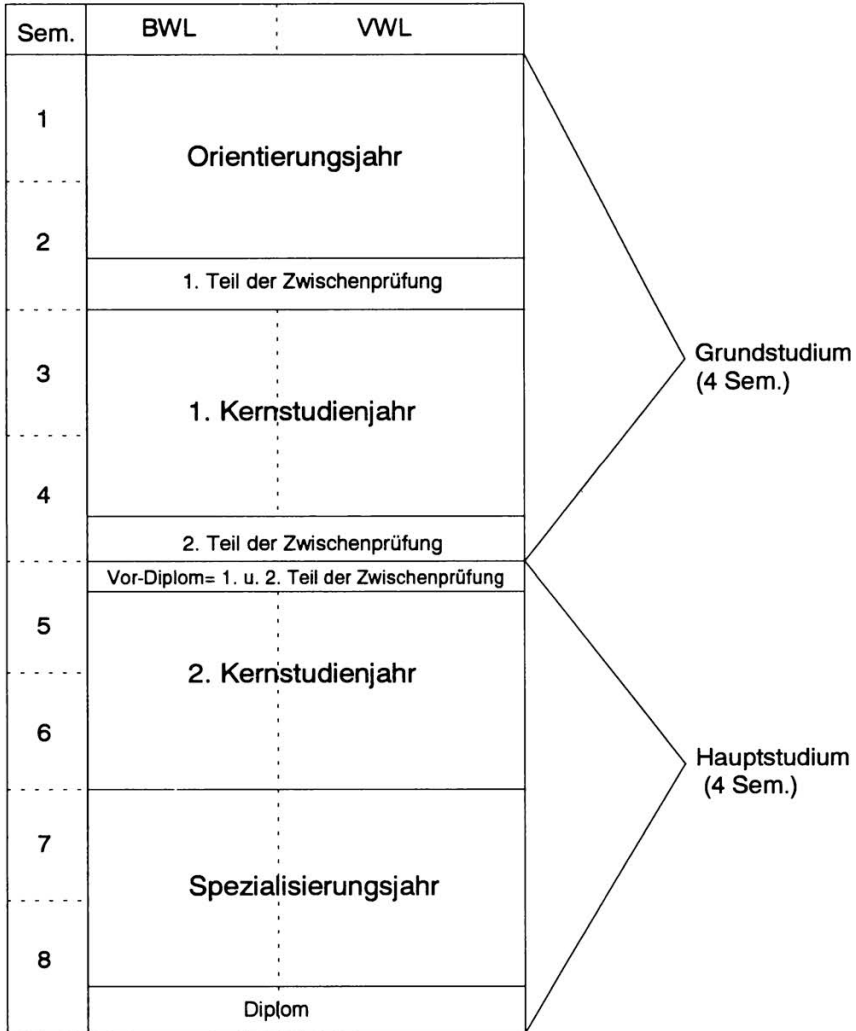 Sem. BWL VWL
1
Orientierungsjahr
2
1. Teil der Zwischenprüfung
3
1. Kernstudienjahr
Grundstudium
(4 Sem.)
4
2. Teil der Zwischenprüfung
Vor-Diplom= 1. u. 2. Teil der Zwischenprüfung
5
2. Kernstudienjahr
6
Hauptstudium
(4 Sem.)
7
Spezialisierungsjahr
8
Diplom